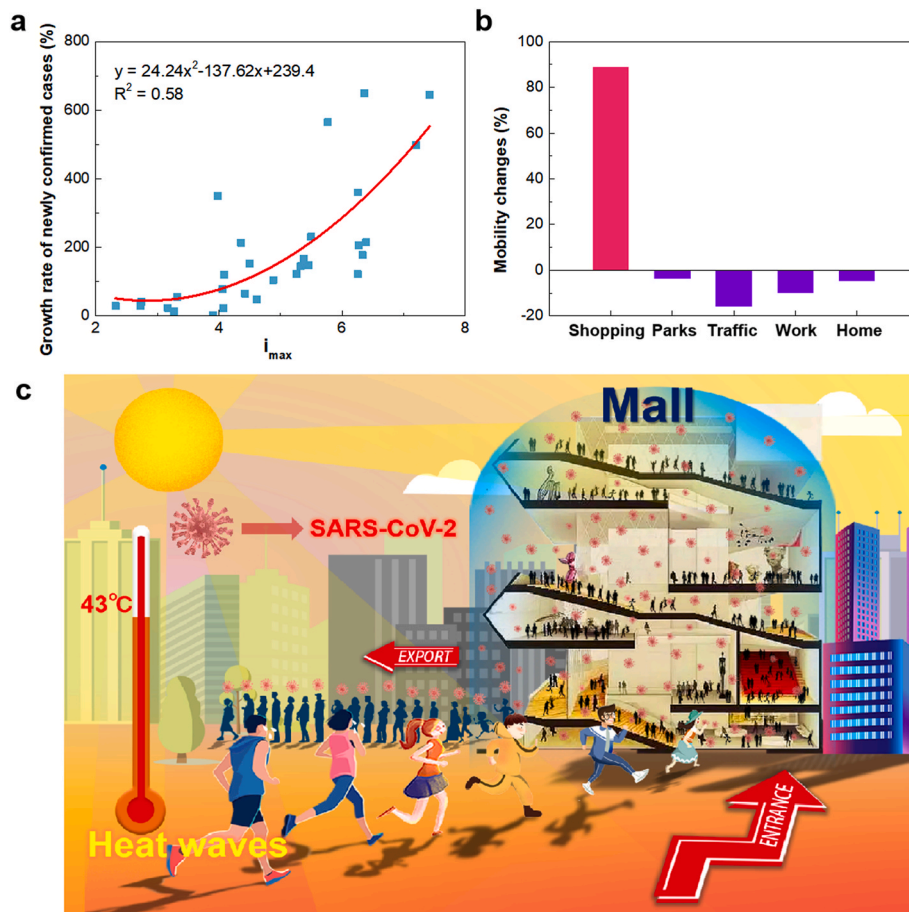 a
Growth rate of newly confirmed cases (%)
800
600
400
200
0
y = 24.24x²-137.62x+239.4
R² = 0.58
2
4
6
8
i_max
b
Mobility changes (%)
100
80
60
40
20
0
-20
Shopping
Parks
Traffic
Work
Home
c
Mall
SARS-CoV-2
43℃
EXPORT
ENTRANCE
Heat waves